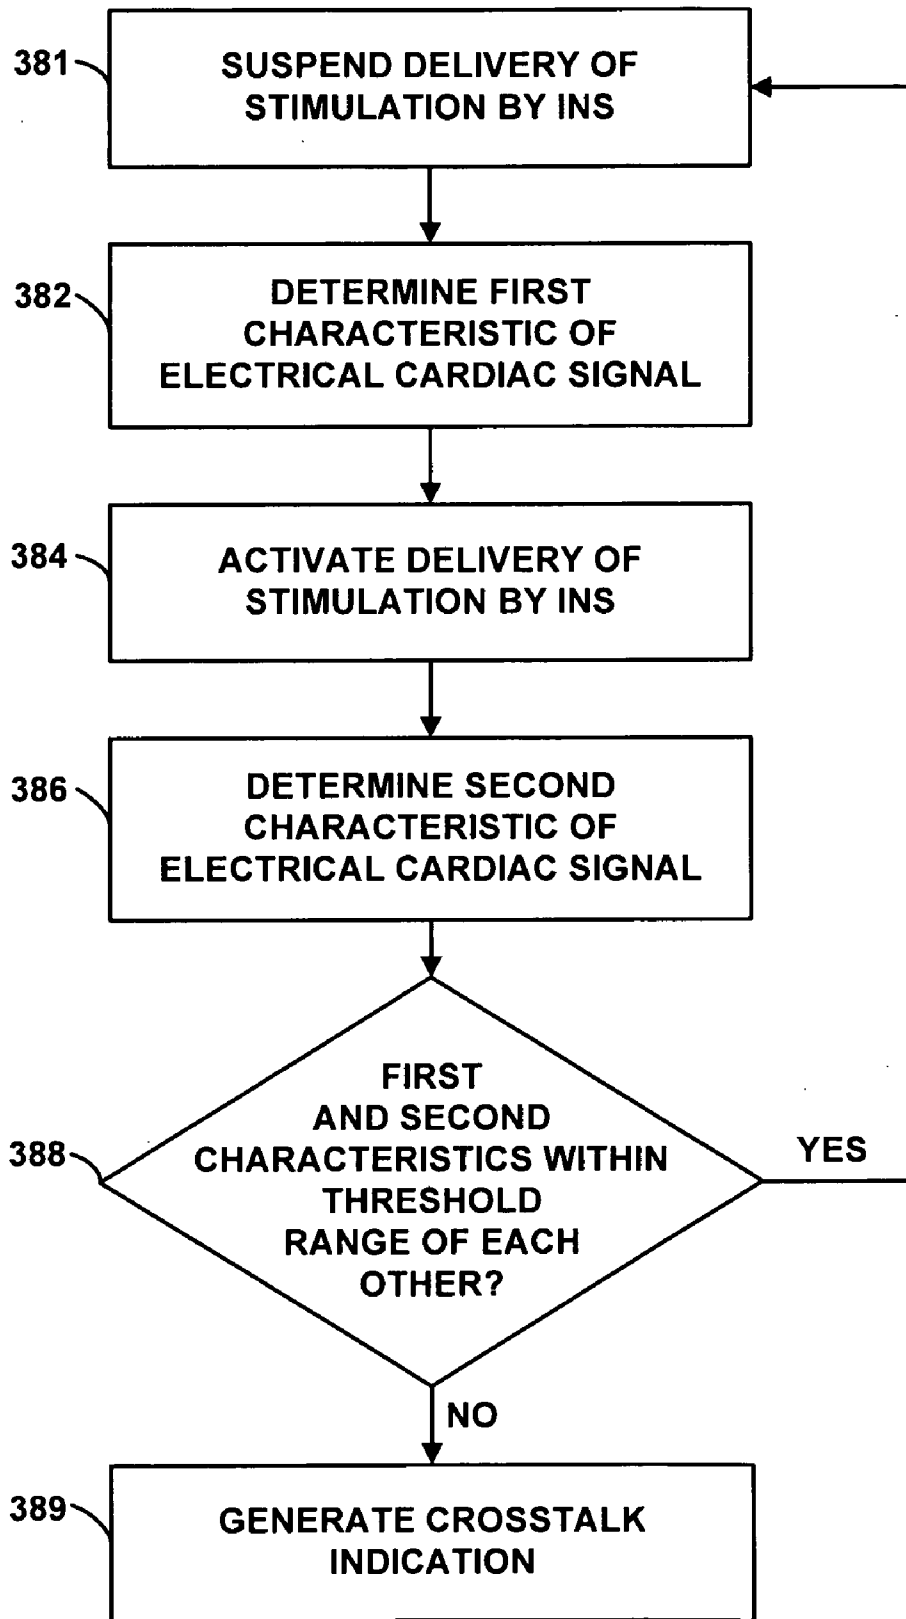 381
SUSPEND DELIVERY OF
STIMULATION BY INS
382
DETERMINE FIRST
CHARACTERISTIC OF
ELECTRICAL CARDIAC SIGNAL
384
ACTIVATE DELIVERY OF
STIMULATION BY INS
386
DETERMINE SECOND
CHARACTERISTIC OF
ELECTRICAL CARDIAC SIGNAL
388
FIRST
AND SECOND
CHARACTERISTICS WITHIN
THRESHOLD
RANGE OF EACH
OTHER?
YES
NO
389
GENERATE CROSSTALK
INDICATION